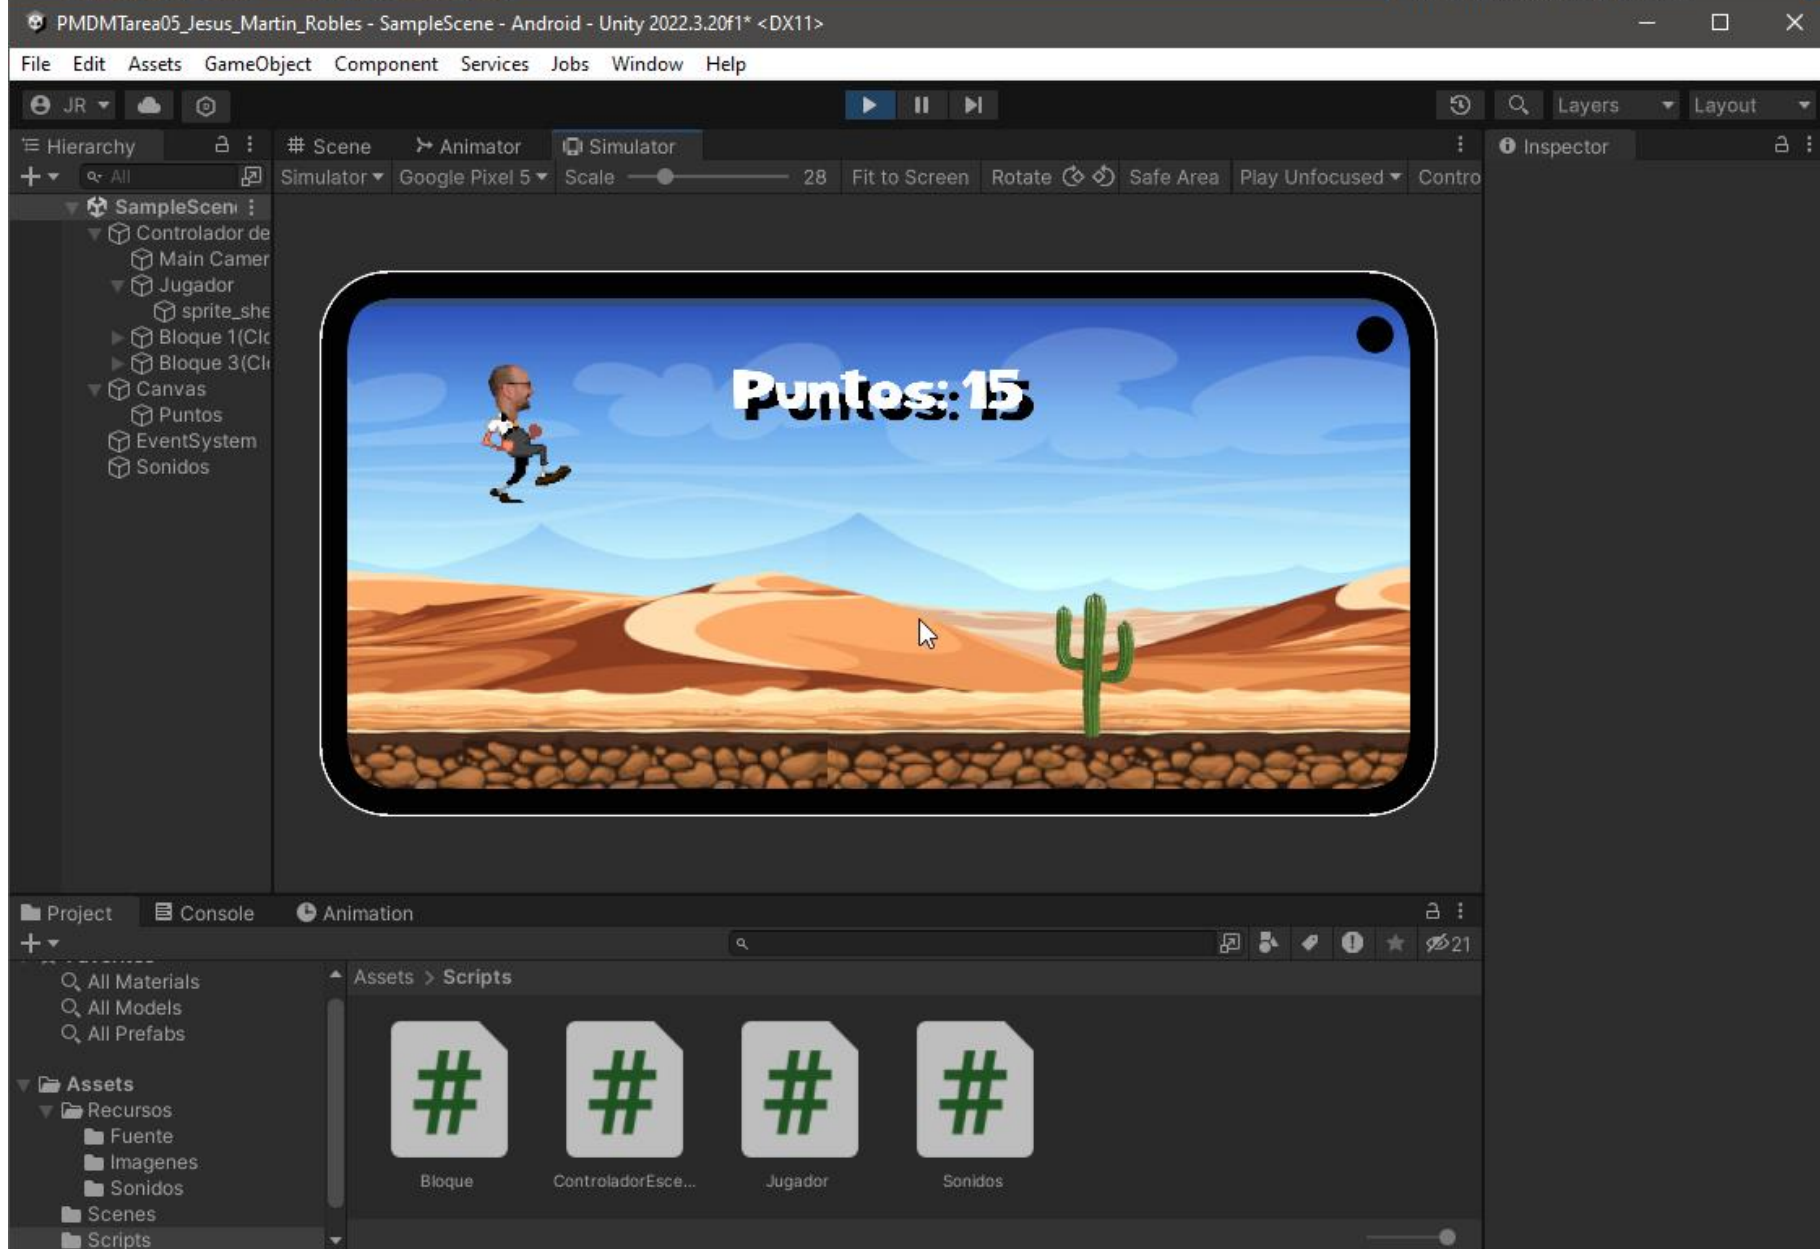 PMDMTarea05_Jesus_Martin_Robles - SampleScene - Android - Unity 2022.3.20f1* <DX11>
File Edit Assets GameObject Component Services Jobs Window Help
JR Layers Layout
Hierarchy # Scene Animator Simulator Inspector
All Simulator Google Pixel 5 Scale 28 Fit to Screen Rotate Safe Area Play Unfocused Contro
SampleScen
Controlador de
Main Camer
Jugador
sprite_she
Bloque 1(Clo
Bloque 3(Clo
Canvas
Puntos
EventSystem
Sonidos
Puntos: 15
Project Console Animation
21
Favorites
All Materials
All Models
All Prefabs
Assets
Recursos
Fuente
Imagenes
Sonidos
Scenes
Scripts
Assets > Scripts
# # # #
Bloque ControladorEsce... Jugador Sonidos